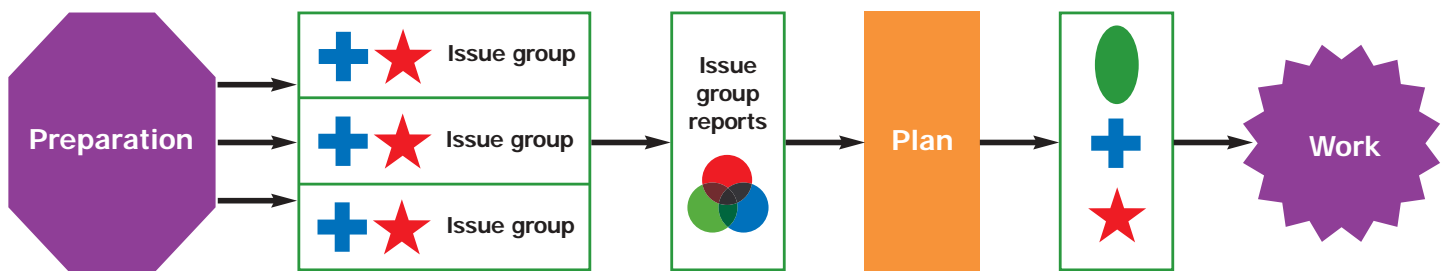 Preparation
Issue group
Issue group
Issue group
Issue
group
reports
Plan
Work